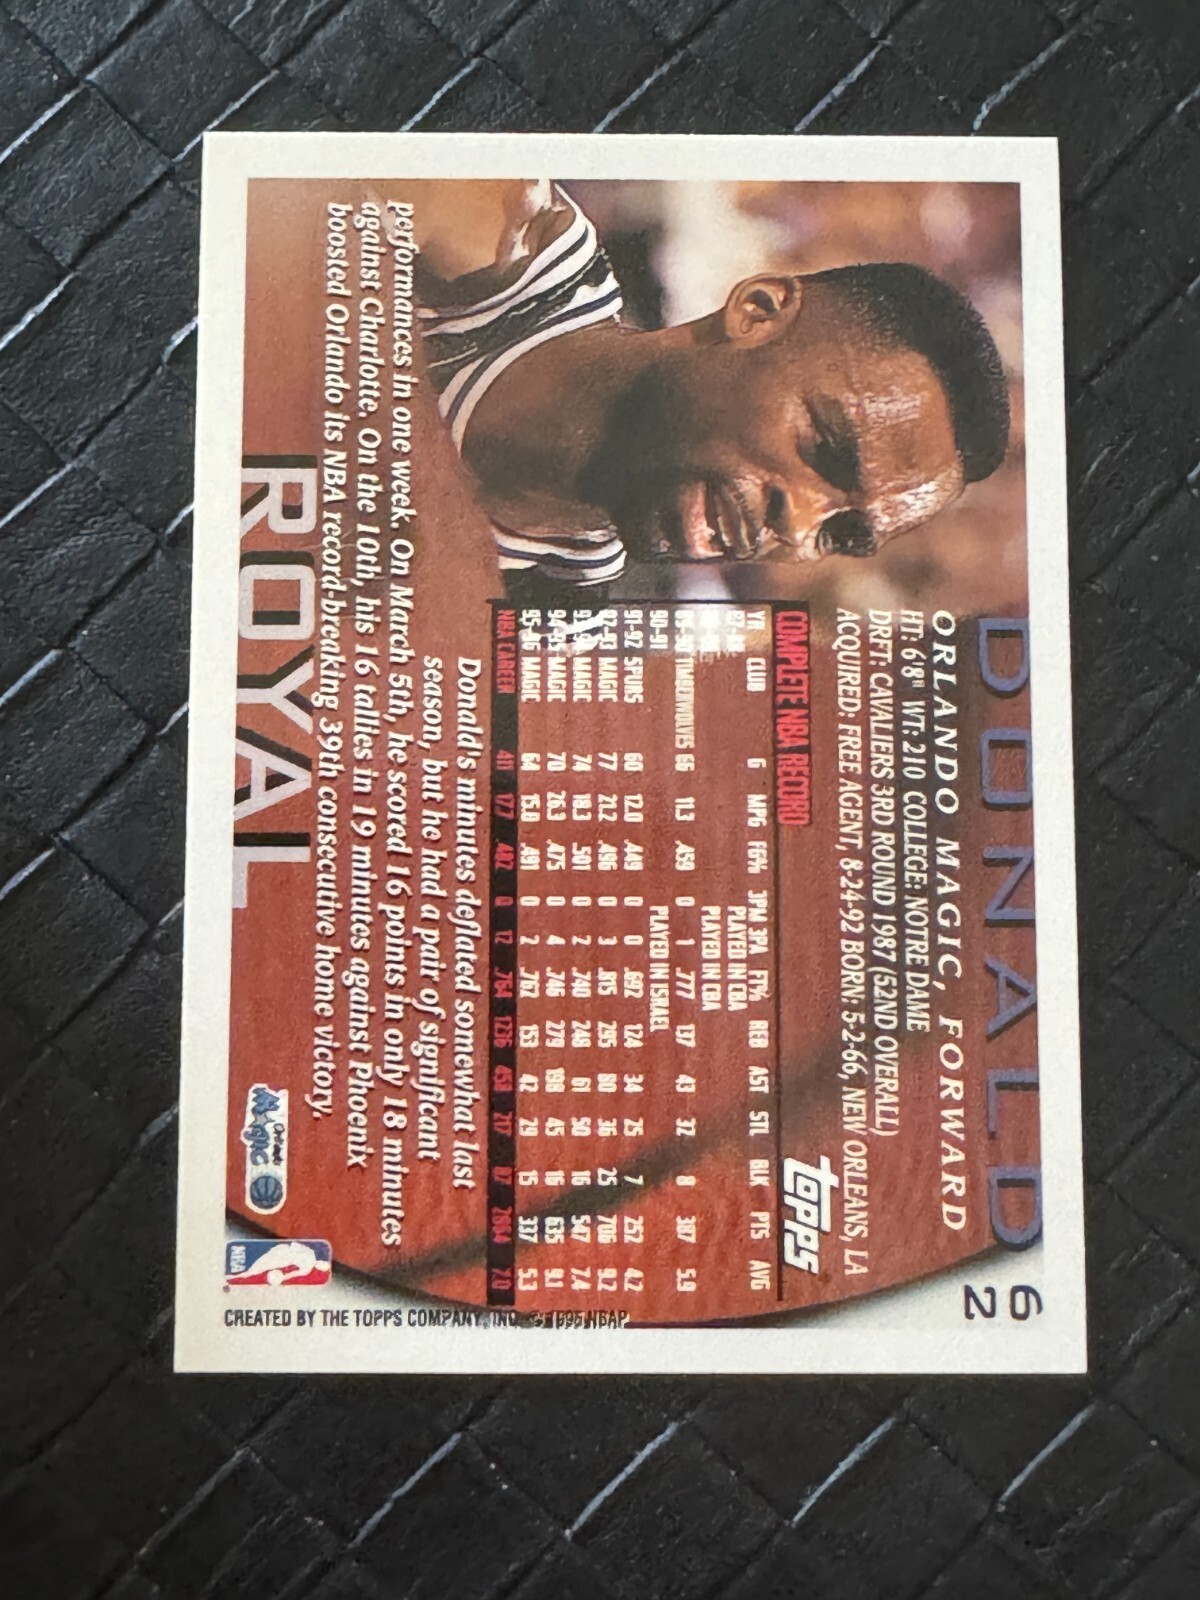 DONALD
62
ORLANDO MAGIC, FORWARD
HT: 6'8" WT: 210 COLLEGE: NOTRE DAME
DRFT: CAVALIERS 3RD ROUND 1987 (52ND OVERALL)
ACQUIRED: FREE AGENT, 8-24-92 BORN: 5-2-66, NEW ORLEANS, LA
COMPLETE NBA RECORD
topps
YR CLUB G MPG FG% 3PM 3PA FT% REB AST STL BLK PTS AVG
PLAYED IN CBA
PLAYED IN CBA
TIMBERWOLVES 66 11.3 .459 0 1 .777 137 43 32 8 387 5.9
90-91 PLAYED IN ISRAEL
91-92 SPURS 60 12.0 .449 0 0 .692 124 34 25 7 252 4.2
92-93 MAGIC 77 21.2 .496 0 3 .815 295 80 36 25 706 9.2
93-94 MAGIC 74 18.3 .501 0 2 .740 248 61 50 16 547 7.4
94-95 MAGIC 70 26.3 .475 0 4 .746 279 198 45 16 635 9.1
95-96 MAGIC 64 15.0 .491 0 2 .762 153 42 29 15 337 5.3
NBA CAREER 411 17.7 .482 0 12 .764 1236 458 217 87 2864 7.0
Donald's minutes deflated somewhat last
season, but he had a pair of significant
performances in one week. On March 5th, he scored 16 points in only 18 minutes
against Charlotte. On the 10th, his 16 tallies in 19 minutes against Phoenix
boosted Orlando its NBA record-breaking 39th consecutive home victory.
ROYAL
Orlando Magic
NBA
CREATED BY THE TOPPS COMPANY, INC. © 1996 NBAP